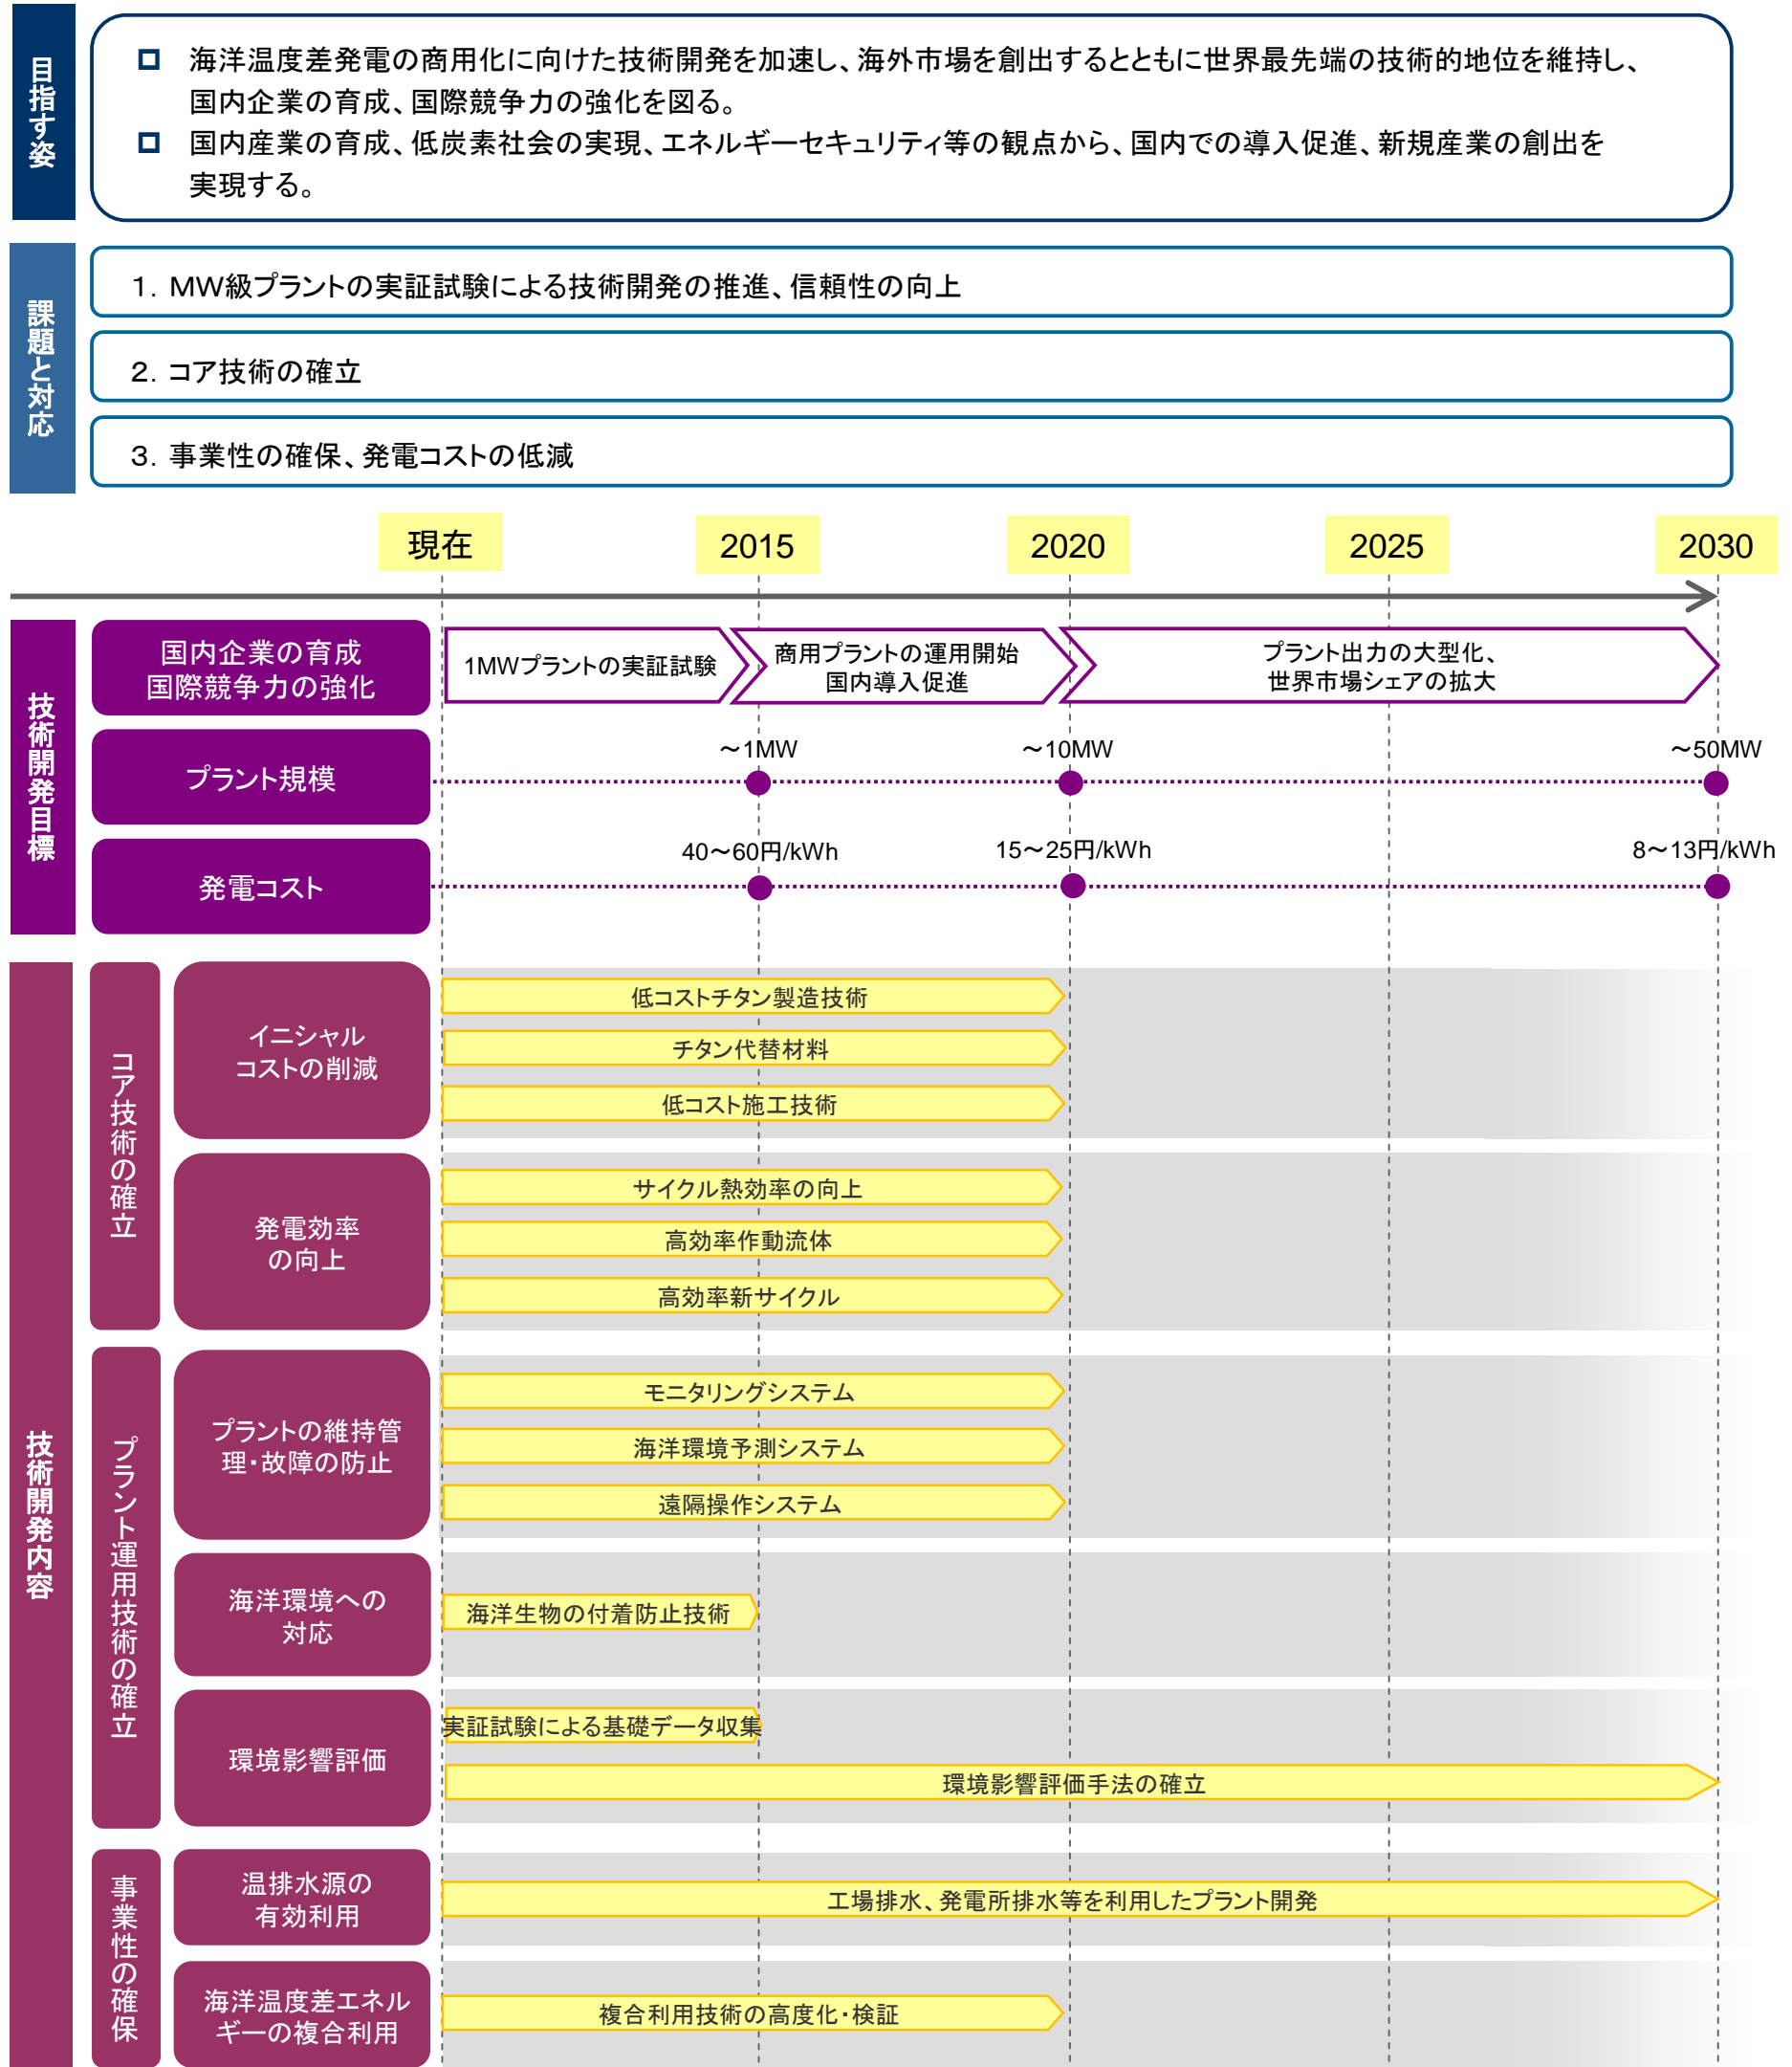 目指す姿
海洋温度差発電の商用化に向けた技術開発を加速し、海外市場を創出するとともに世界最先端の技術的地位を維持し、
国内企業の育成、国際競争力の強化を図る。
国内産業の育成、低炭素社会の実現、エネルギーセキュリティ等の観点から、国内での導入促進、新規産業の創出を
実現する。
課題と対応
1．MW級プラントの実証試験による技術開発の推進、信頼性の向上
2．コア技術の確立
3．事業性の確保、発電コストの低減
現在
2015
2020
2025
2030
技術開発目標
国内企業の育成
国際競争力の強化
1MWプラントの実証試験
商用プラントの運用開始
国内導入促進
プラント出力の大型化、
世界市場シェアの拡大
プラント規模
～1MW
～10MW
～50MW
発電コスト
40～60円/kWh
15～25円/kWh
8～13円/kWh
技術開発内容
コア技術の確立
イニシャル
コストの削減
低コストチタン製造技術
チタン代替材料
低コスト施工技術
発電効率
の向上
サイクル熱効率の向上
高効率作動流体
高効率新サイクル
プラント運用技術の確立
プラントの維持管
理・故障の防止
モニタリングシステム
海洋環境予測システム
遠隔操作システム
海洋環境への
対応
海洋生物の付着防止技術
環境影響評価
実証試験による基礎データ収集
環境影響評価手法の確立
事業性の確保
温排水源の
有効利用
工場排水、発電所排水等を利用したプラント開発
海洋温度差エネル
ギーの複合利用
複合利用技術の高度化・検証